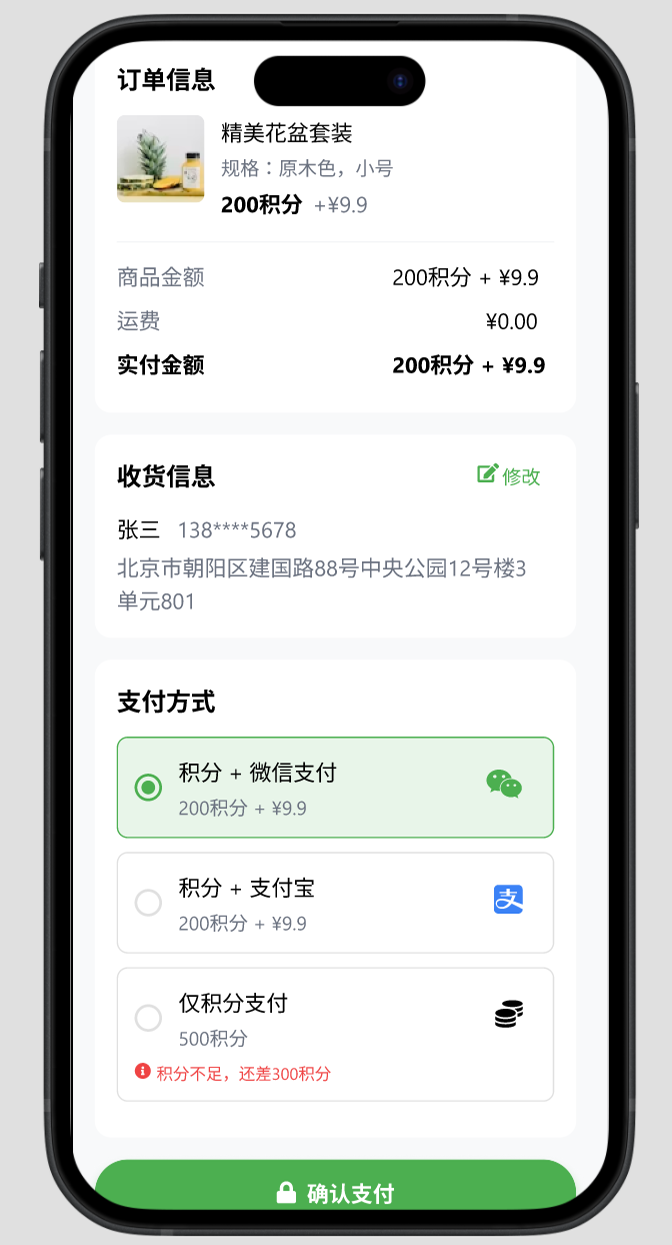 订单信息
精美花盆套装
规格：原木色，小号
200积分 +¥9.9
商品金额 200积分 + ¥9.9
运费 ¥0.00
实付金额 200积分 + ¥9.9
收货信息 修改
张三 138****5678
北京市朝阳区建国路88号中央公园12号楼3
单元801
支付方式
积分 + 微信支付
200积分 + ¥9.9
积分 + 支付宝
200积分 + ¥9.9
支
仅积分支付
500积分
积分不足，还差300积分
确认支付